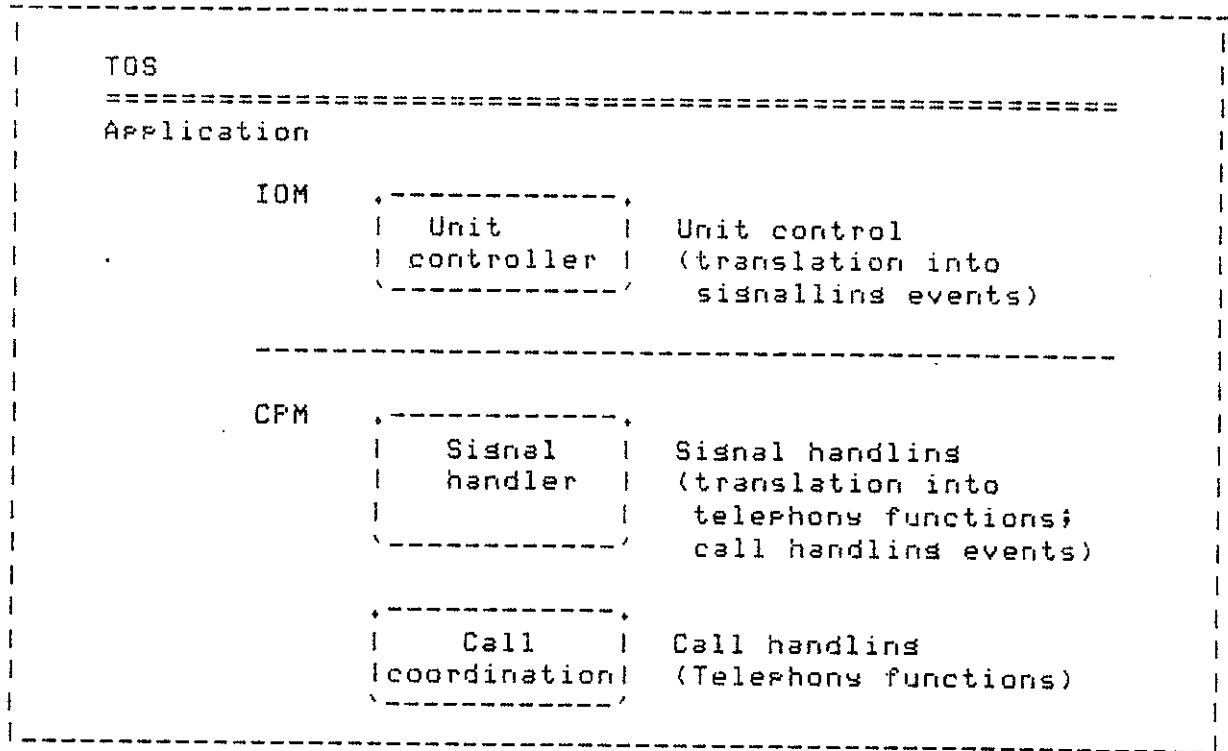 TOS
Application
IOM
Unit controller
Unit control
(translation into
signalling events)
CPM
Signal handler
Signal handling
(translation into
telephony functions;
call handling events)
Call coordination
Call handling
(Telephony functions)